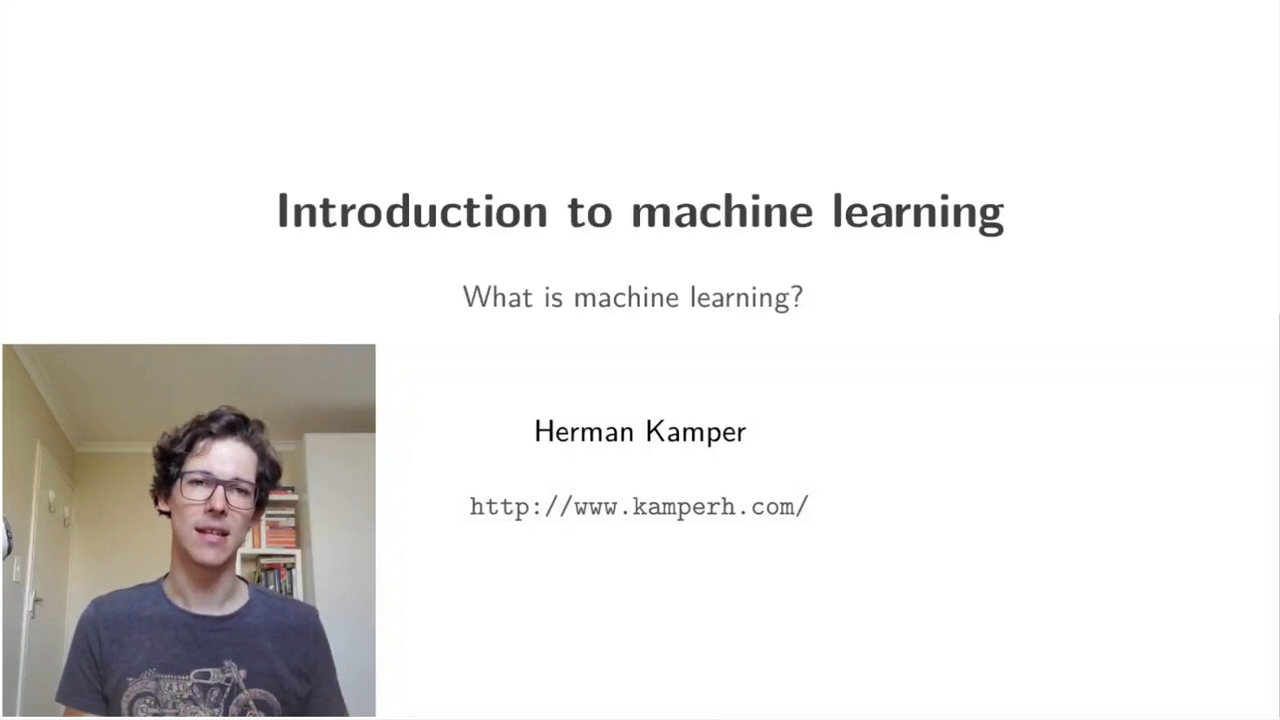 Introduction to machine learning
What is machine learning?
Herman Kamper
http://www.kamperh.com/